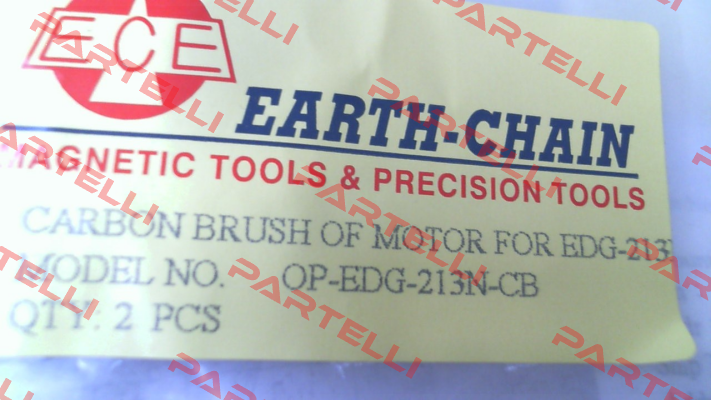 ECE
EARTH-CHAIN
MAGNETIC TOOLS & PRECISION TOOLS
CARBON BRUSH OF MOTOR FOR EDG-213
MODEL NO. OP-EDG-213N-CB
QTY: 2 PCS
PARTELLI